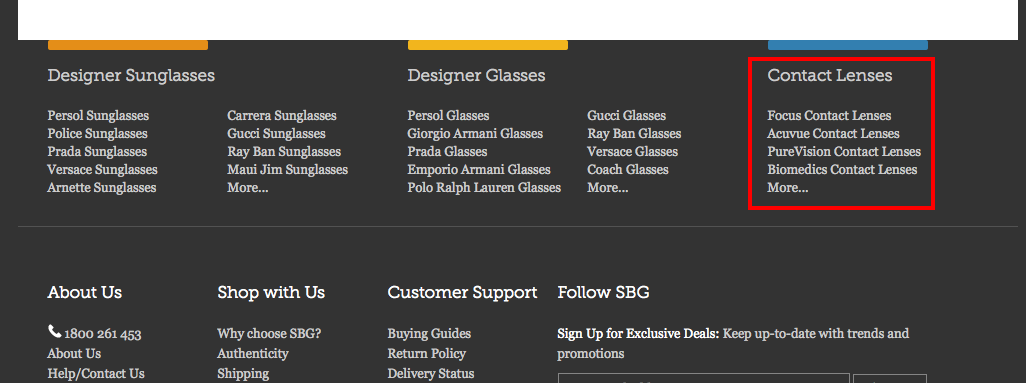 Designer Sunglasses
Persol Sunglasses
Police Sunglasses
Prada Sunglasses
Versace Sunglasses
Arnette Sunglasses
Carrera Sunglasses
Gucci Sunglasses
Ray Ban Sunglasses
Maui Jim Sunglasses
More...
Designer Glasses
Persol Glasses
Giorgio Armani Glasses
Prada Glasses
Emporio Armani Glasses
Polo Ralph Lauren Glasses
Gucci Glasses
Ray Ban Glasses
Versace Glasses
Coach Glasses
More...
Contact Lenses
Focus Contact Lenses
Acuvue Contact Lenses
PureVision Contact Lenses
Biomedics Contact Lenses
More...
About Us
1800 261 453
About Us
Help/Contact Us
Shop with Us
Why choose SBG?
Authenticity
Shipping
Customer Support
Buying Guides
Return Policy
Delivery Status
Follow SBG
Sign Up for Exclusive Deals: Keep up-to-date with trends and
promotions